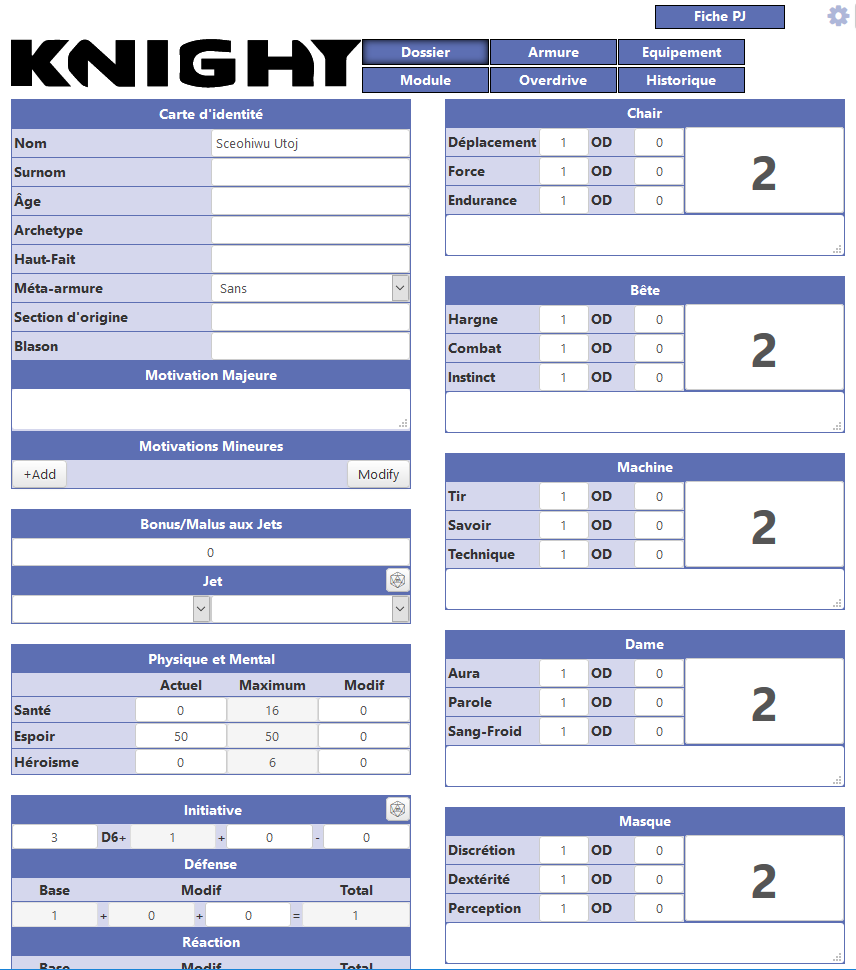 Fiche PJ
KNIGHT
Dossier Armure Equipement
Module Overdrive Historique
Carte d'identité
Nom Sceohiwu Utoj
Surnom
Âge
Archetype
Haut-Fait
Méta-armure Sans
Section d'origine
Blason
Motivation Majeure
Motivations Mineures
+Add Modify
Bonus/Malus aux Jets
0
Jet
Physique et Mental
Actuel Maximum Modif
Santé 0 16 0
Espoir 50 50 0
Héroisme 0 6 0
Initiative
3 D6+ 1 + 0 - 0
Défense
Base Modif Total
1 + 0 + 0 = 1
Réaction
Base Modif Total
Chair
Déplacement 1 OD 0
Force 1 OD 0
Endurance 1 OD 0
2
Bête
Hargne 1 OD 0
Combat 1 OD 0
Instinct 1 OD 0
2
Machine
Tir 1 OD 0
Savoir 1 OD 0
Technique 1 OD 0
2
Dame
Aura 1 OD 0
Parole 1 OD 0
Sang-Froid 1 OD 0
2
Masque
Discrétion 1 OD 0
Dextérité 1 OD 0
Perception 1 OD 0
2